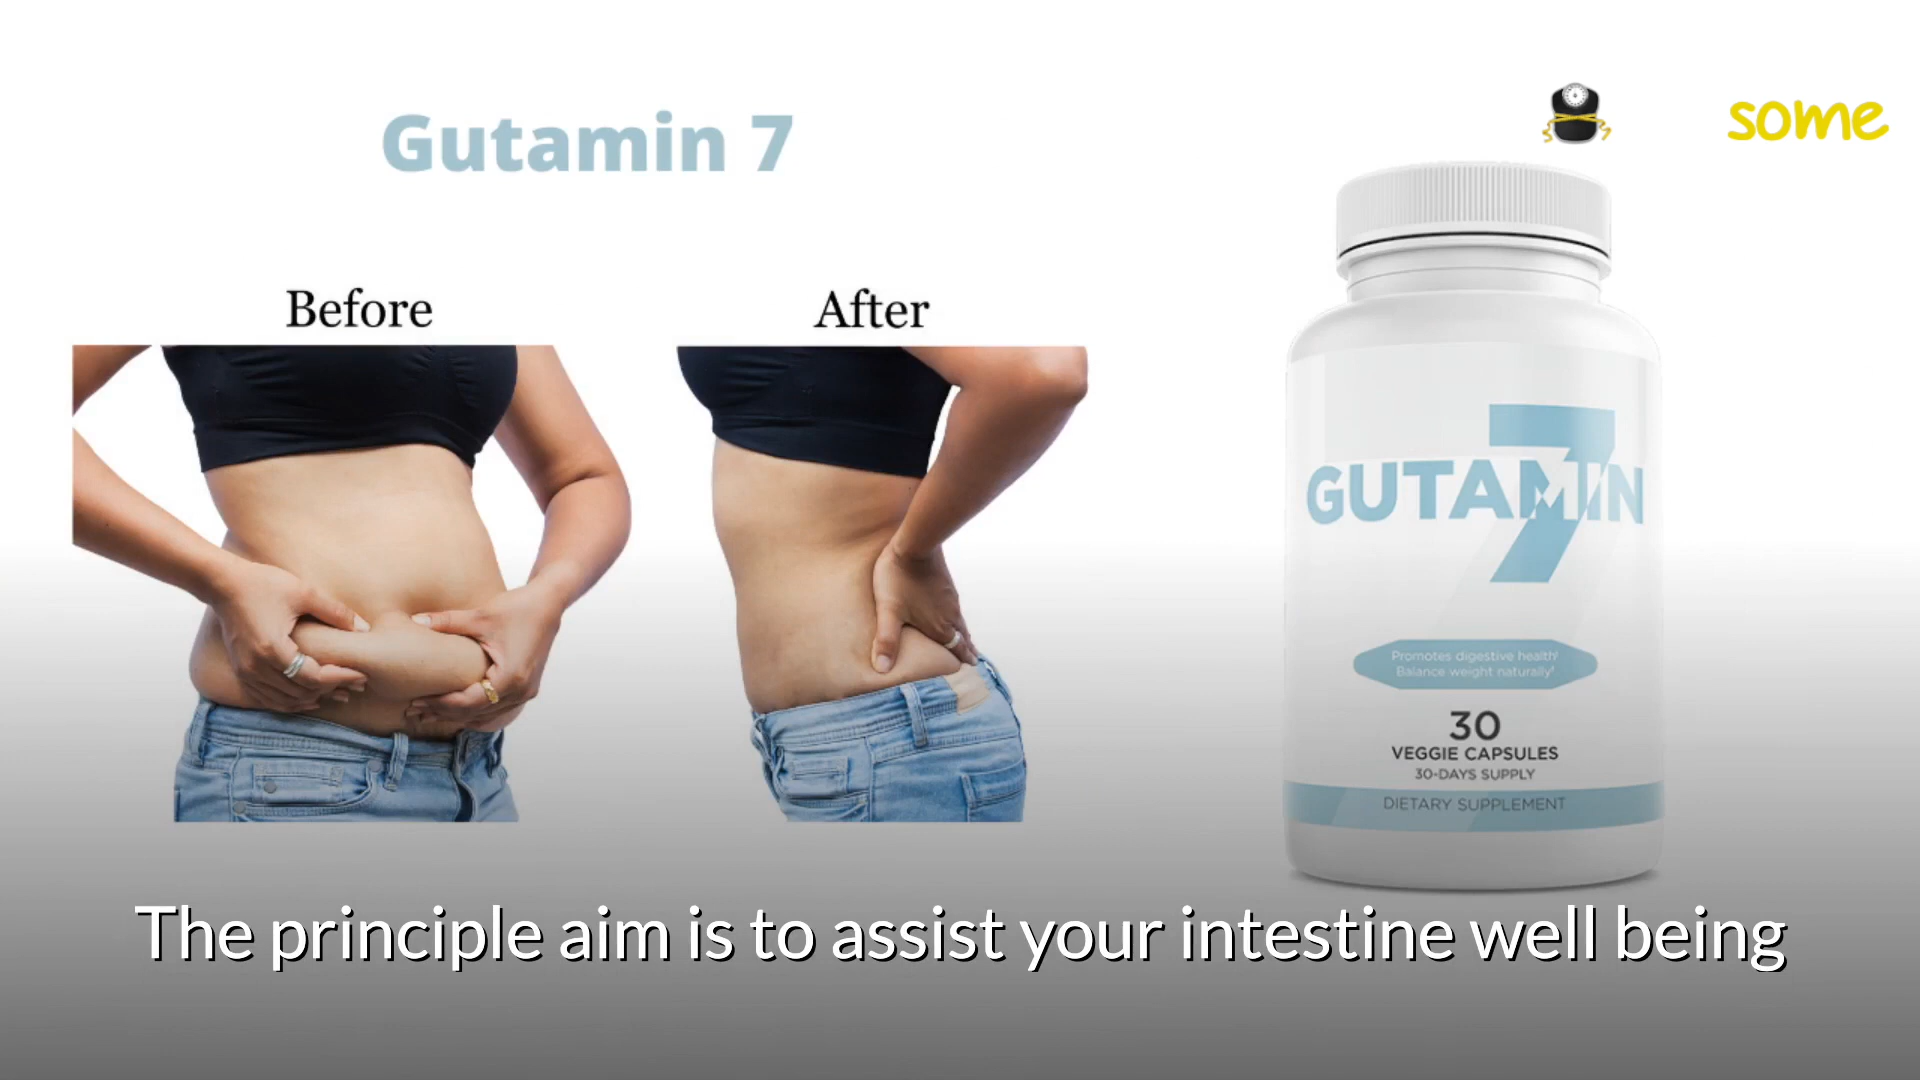 Gutamin 7
some
Before
After
7
GUTAMIN
Promotes digestive health
Balance weight naturally
30
VEGGIE CAPSULES
30-DAYS SUPPLY
DIETARY SUPPLEMENT
The principle aim is to assist your intestine well being